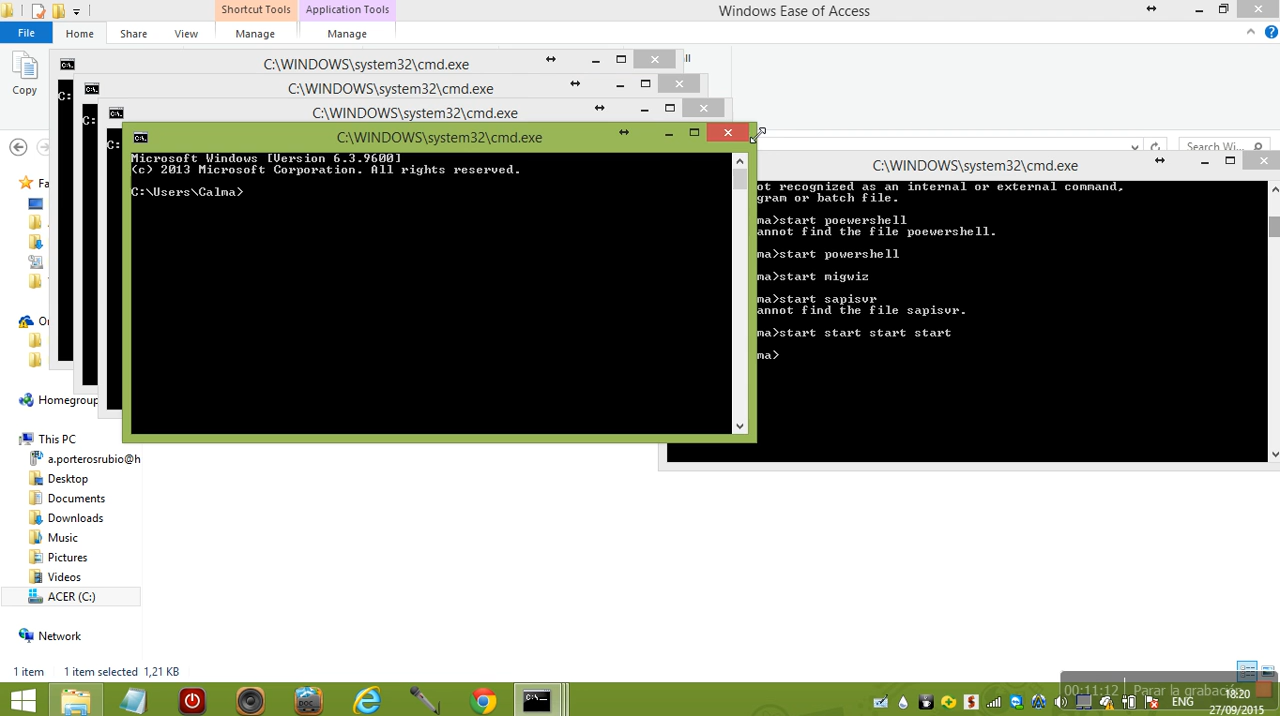 Shortcut Tools
Application Tools
Windows Ease of Access
File
Home
Share
View
Manage
Manage
Copy
C:\WINDOWS\system32\cmd.exe
C:\WINDOWS\system32\cmd.exe
C:\WINDOWS\system32\cmd.exe
C:\WINDOWS\system32\cmd.exe
Microsoft Windows [Version 6.3.9600]
(c) 2013 Microsoft Corporation. All rights reserved.
C:\Users\Calma>
C:
C:
C:
Search Wi...
C:\WINDOWS\system32\cmd.exe
ot recognized as an internal or external command,
gram or batch file.
ma>start poewershell
annot find the file poewershell.
ma>start powershell
ma>start migwiz
ma>start sapisvr
annot find the file sapisvr.
ma>start start start start
ma>
Fa
On
Homegroup
This PC
a.porterosrubio@h
Desktop
Documents
Downloads
Music
Pictures
Videos
ACER (C:)
Network
1 item
1 item selected 1,21 KB
00:11:12
Parar la grabac
ENG
18:20
27/09/2015